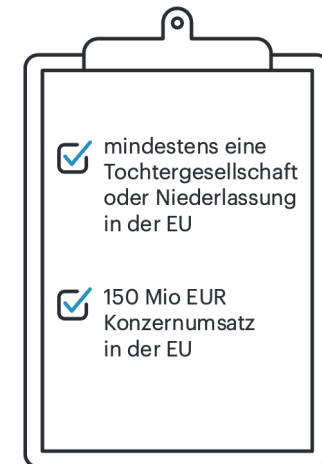 mindestens eine
Tochtergesellschaft
oder Niederlassung
in der EU
150 Mio EUR
Konzernumsatz
in der EU